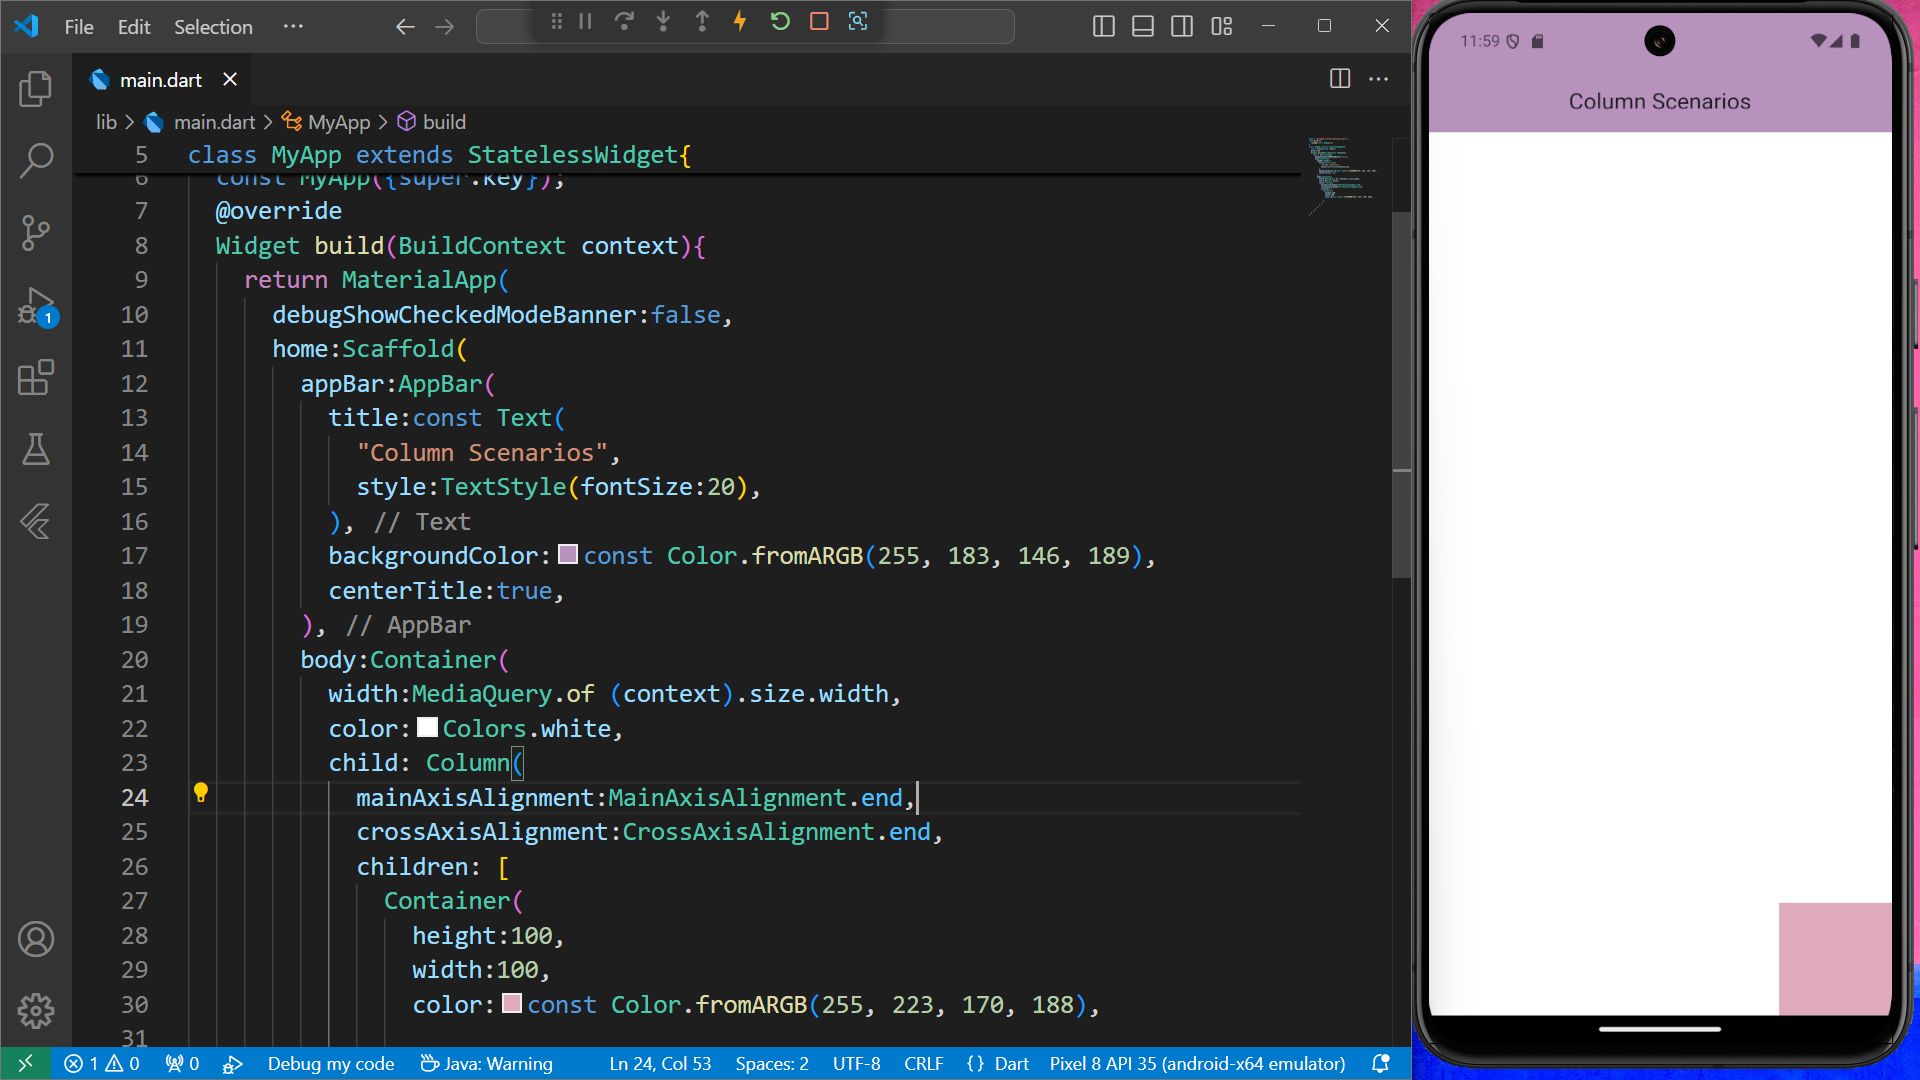 File Edit Selection ···
main.dart
lib > main.dart > MyApp > build
5 class MyApp extends StatelessWidget{
6 const MyApp({super.key});
7 @override
8 Widget build(BuildContext context){
9 return MaterialApp(
10 debugShowCheckedModeBanner:false,
11 home:Scaffold(
12 appBar:AppBar(
13 title:const Text(
14 "Column Scenarios",
15 style:TextStyle(fontSize:20),
16 ), // Text
17 backgroundColor:const Color.fromARGB(255, 183, 146, 189),
18 centerTitle:true,
19 ), // AppBar
20 body:Container(
21 width:MediaQuery.of (context).size.width,
22 color:Colors.white,
23 child: Column(
24 mainAxisAlignment:MainAxisAlignment.end,
25 crossAxisAlignment:CrossAxisAlignment.end,
26 children: [
27 Container(
28 height:100,
29 width:100,
30 color:const Color.fromARGB(255, 223, 170, 188),
31
1
1 0 0 Debug my code Java: Warning Ln 24, Col 53 Spaces: 2 UTF-8 CRLF {} Dart Pixel 8 API 35 (android-x64 emulator)
11:59
Column Scenarios